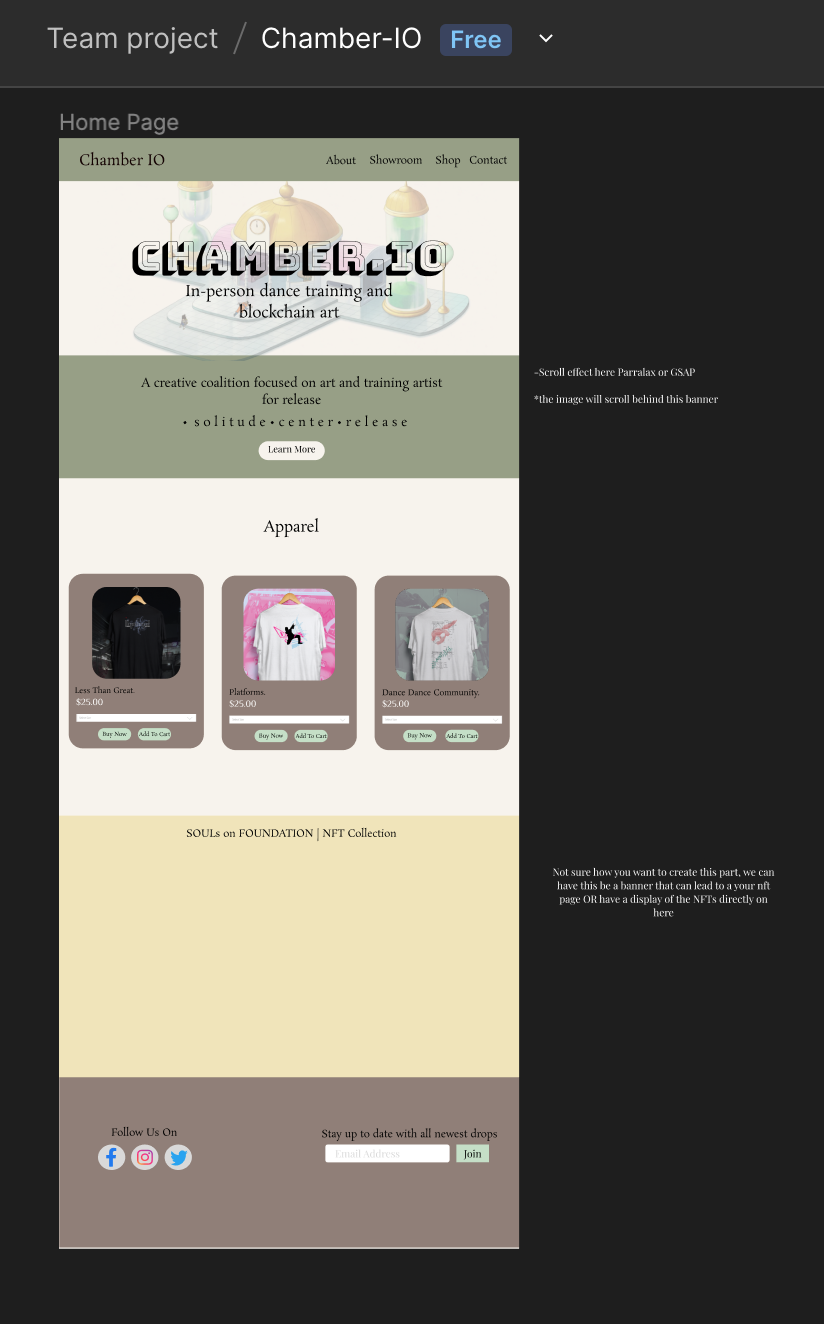 Team project / Chamber-IO Free
Home Page
Chamber IO
About Showroom Shop Contact
CHAMBER.IO
In-person dance training and
blockchain art
-Scroll effect here Parralax or GSAP
*the image will scroll behind this banner
A creative coalition focused on art and training artist
for release
• solitude•center•release
Learn More
Apparel
Less Than Great.
$25.00
Buy Now Add To Cart
Platforms.
$25.00
Buy Now Add To Cart
Dance Dance Community.
$25.00
Buy Now Add To Cart
SOULs on FOUNDATION | NFT Collection
Not sure how you want to create this part, we can
have this be a banner that can lead to a your nft
page OR have a display of the NFTs directly on
here
Follow Us On
Stay up to date with all newest drops
Email Address
Join